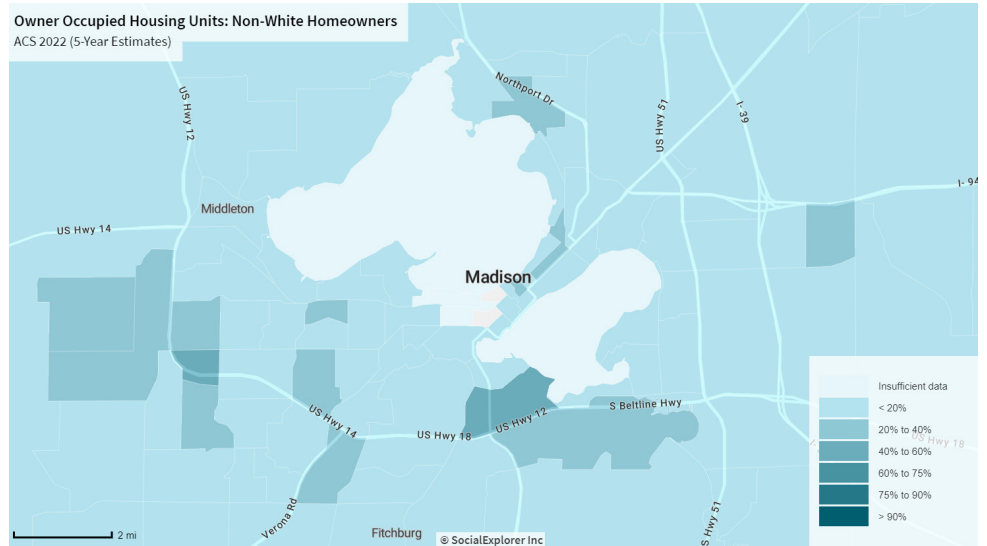 Owner Occupied Housing Units: Non-White Homeowners
ACS 2022 (5-Year Estimates)
Northport Dr
US Hwy 12
US Hwy 51
I- 39
I- 94
Middleton
US Hwy 14
Madison
S Beltline Hwy
US Hwy 14
US Hwy 12
US Hwy 18
Insufficient data
< 20%
20% to 40%
40% to 60%
US Hwy 18
60% to 75%
75% to 90%
> 90%
Verona Rd
US Hwy 51
Fitchburg
2 mi
© SocialExplorer Inc